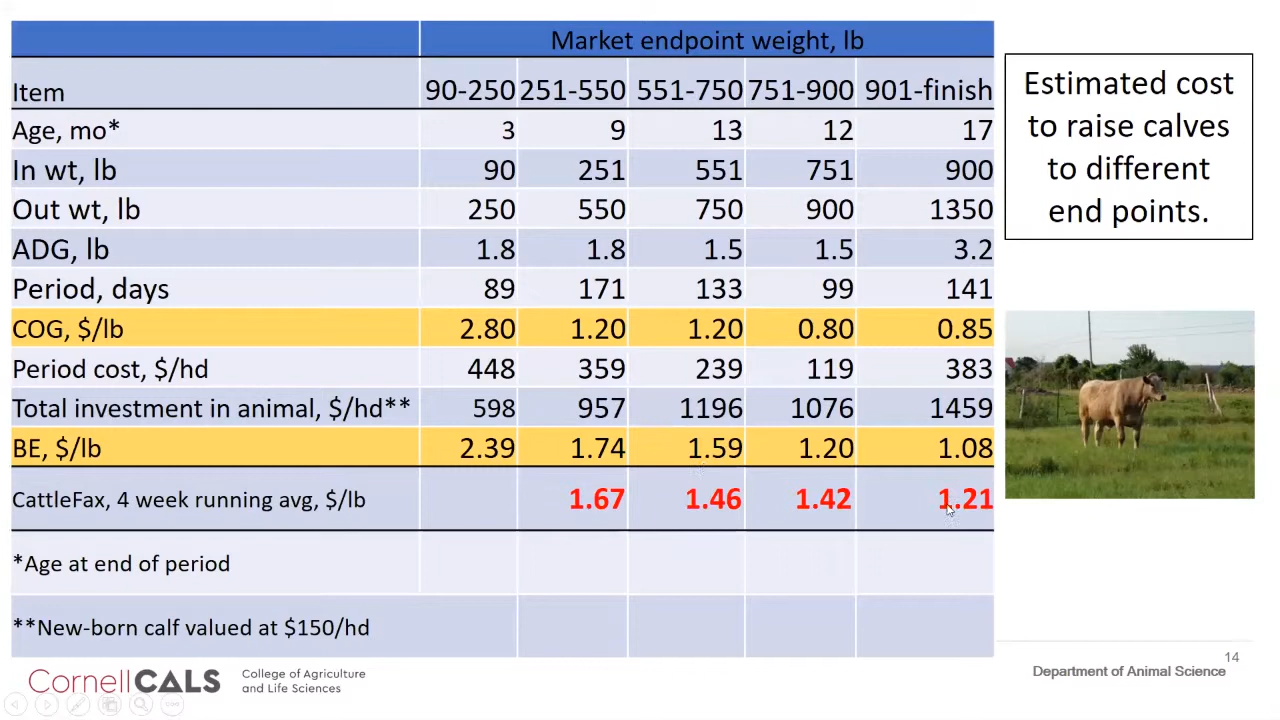 Market endpoint weight, lb
Item 90-250 251-550 551-750 751-900 901-finish
Age, mo* 3 9 13 12 17
In wt, lb 90 251 551 751 900
Out wt, lb 250 550 750 900 1350
ADG, lb 1.8 1.8 1.5 1.5 3.2
Period, days 89 171 133 99 141
COG, $/lb 2.80 1.20 1.20 0.80 0.85
Period cost, $/hd 448 359 239 119 383
Total investment in animal, $/hd** 598 957 1196 1076 1459
BE, $/lb 2.39 1.74 1.59 1.20 1.08
CattleFax, 4 week running avg, $/lb 1.67 1.46 1.42 1.21
*Age at end of period
**New-born calf valued at $150/hd
Estimated cost
to raise calves
to different
end points.
CornellCALS
College of Agriculture
and Life Sciences
14
Department of Animal Science